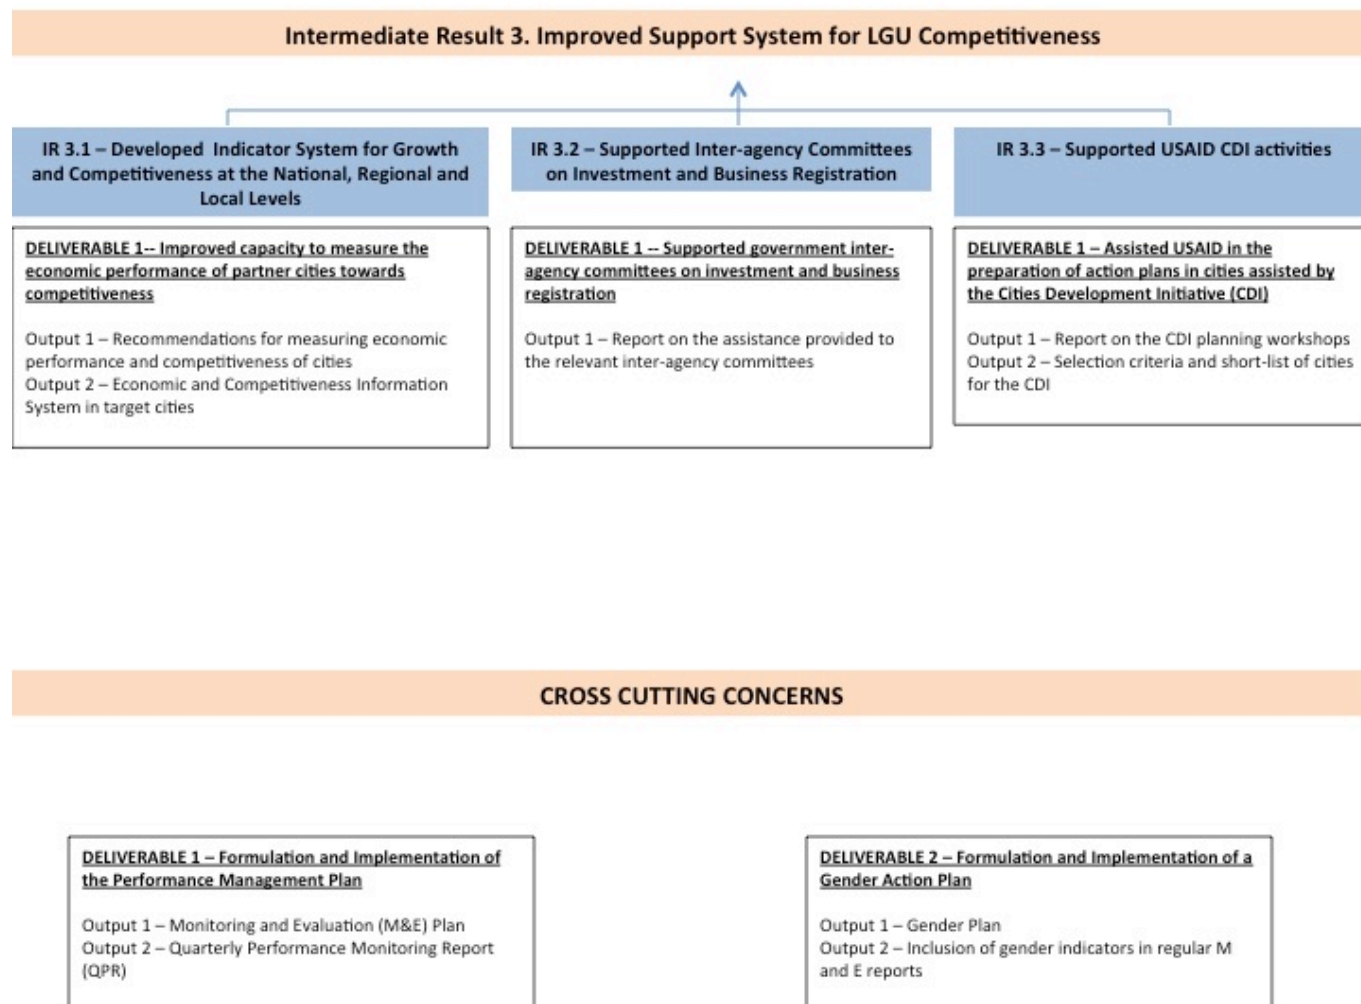 Intermediate Result 3. Improved Support System for LGU Competitiveness
IR 3.1 – Developed Indicator System for Growth
and Competitiveness at the National, Regional and
Local Levels
DELIVERABLE 1-- Improved capacity to measure the
economic performance of partner cities towards
competitiveness
Output 1 – Recommendations for measuring economic
performance and competitiveness of cities
Output 2 – Economic and Competitiveness Information
System in target cities
IR 3.2 – Supported Inter-agency Committees
on Investment and Business Registration
DELIVERABLE 1 -- Supported government inter-
agency committees on investment and business
registration
Output 1 – Report on the assistance provided to
the relevant inter-agency committees
IR 3.3 – Supported USAID CDI activities
DELIVERABLE 1 – Assisted USAID in the
preparation of action plans in cities assisted by
the Cities Development Initiative (CDI)
Output 1 – Report on the CDI planning workshops
Output 2 – Selection criteria and short-list of cities
for the CDI
CROSS CUTTING CONCERNS
DELIVERABLE 1 – Formulation and Implementation of
the Performance Management Plan
Output 1 – Monitoring and Evaluation (M&E) Plan
Output 2 – Quarterly Performance Monitoring Report
(QPR)
DELIVERABLE 2 – Formulation and Implementation of a
Gender Action Plan
Output 1 – Gender Plan
Output 2 – Inclusion of gender indicators in regular M
and E reports